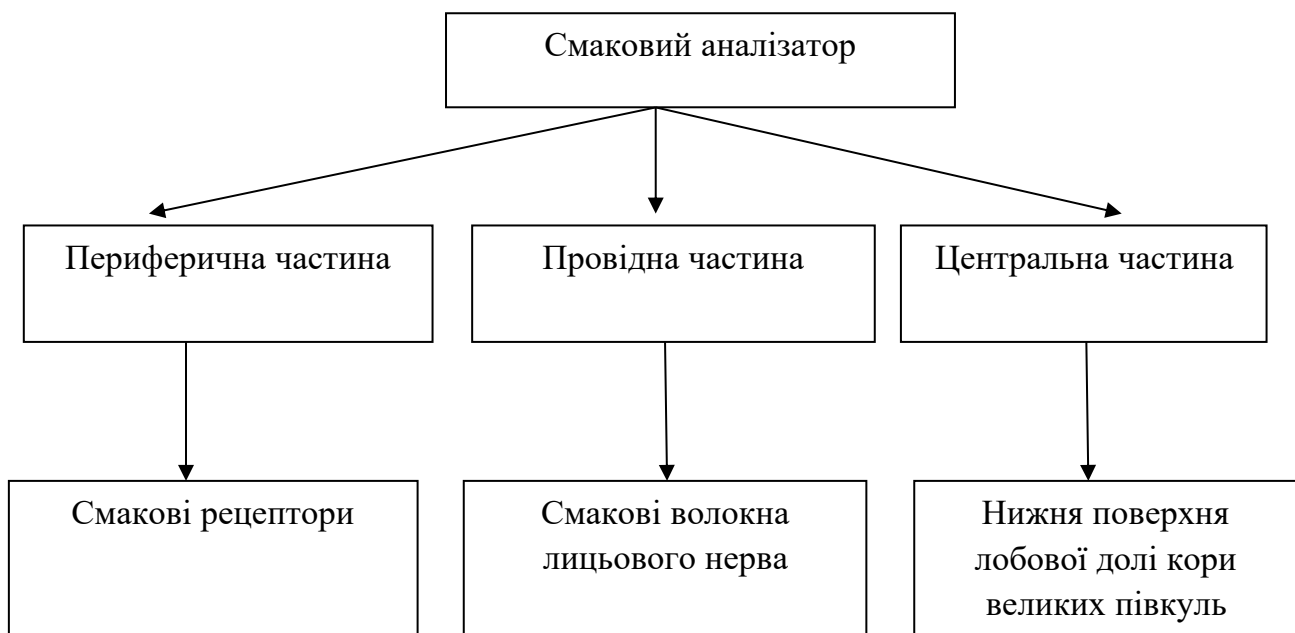 Смаковий аналізатор
Периферична частина
Провідна частина
Центральна частина
Смакові рецептори
Смакові волокна
лицьового нерва
Нижня поверхня
лобової долі кори
великих півкуль